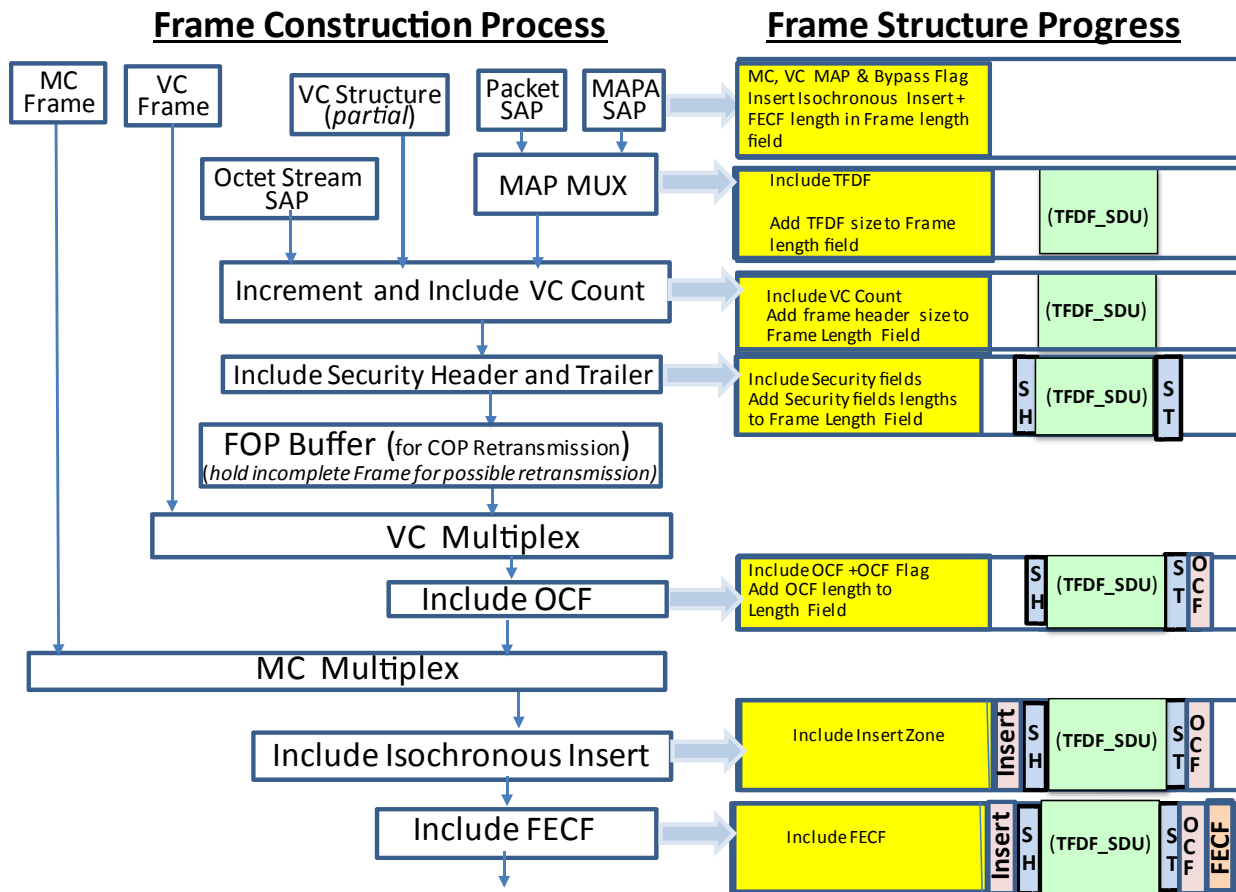 Frame Construction Process
Frame Structure Progress
MC
Frame
VC
Frame
VC Structure
(partial)
Packet
SAP
MAPA
SAP
MC, VC MAP & Bypass Flag
Insert Isochronous Insert +
FECF length in Frame length
field
Octet Stream
SAP
MAP MUX
Include TFDF
Add TFDF size to Frame
length field
(TFDF_SDU)
Increment and Include VC Count
Include VC Count
Add frame header size to
Frame Length Field
(TFDF_SDU)
Include Security Header and Trailer
Include Security fields
Add Security fields lengths
to Frame Length Field
SH
(TFDF_SDU)
ST
FOP Buffer (for COP Retransmission)
(hold incomplete Frame for possible retransmission)
VC Multiplex
Include OCF
Include OCF +OCF Flag
Add OCF length to
Length Field
SH
(TFDF_SDU)
ST
OCF
MC Multiplex
Include Isochronous Insert
Include Insert Zone
Insert
SH
(TFDF_SDU)
ST
OCF
Include FECF
Include FECF
Insert
SH
(TFDF_SDU)
ST
OCF
FECF